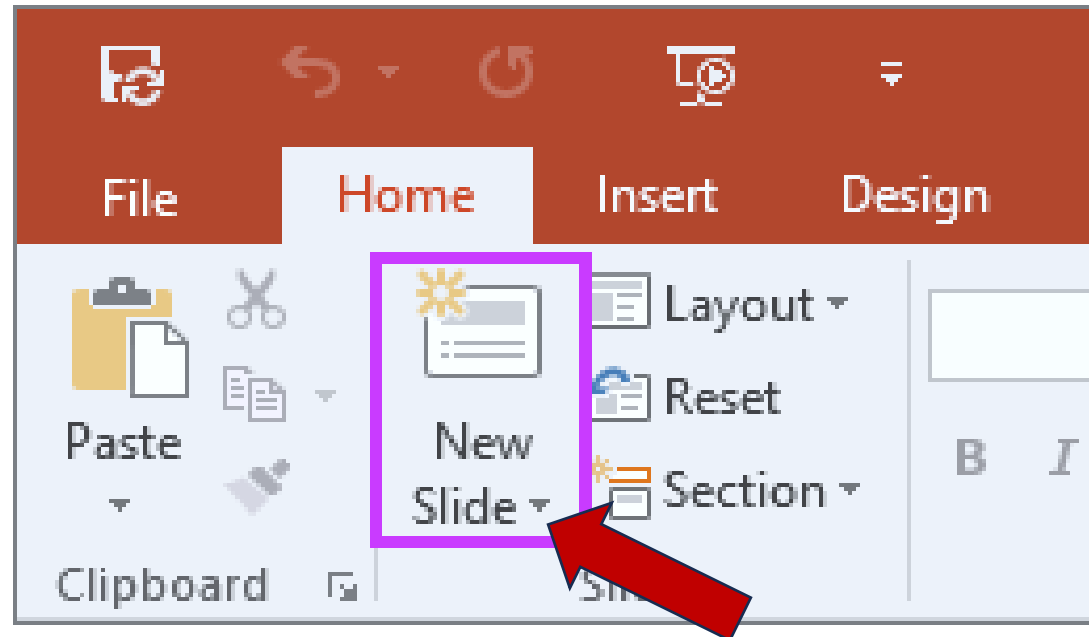 File Home Insert Design
Layout
Reset
Paste New B I
Slide Section
Clipboard